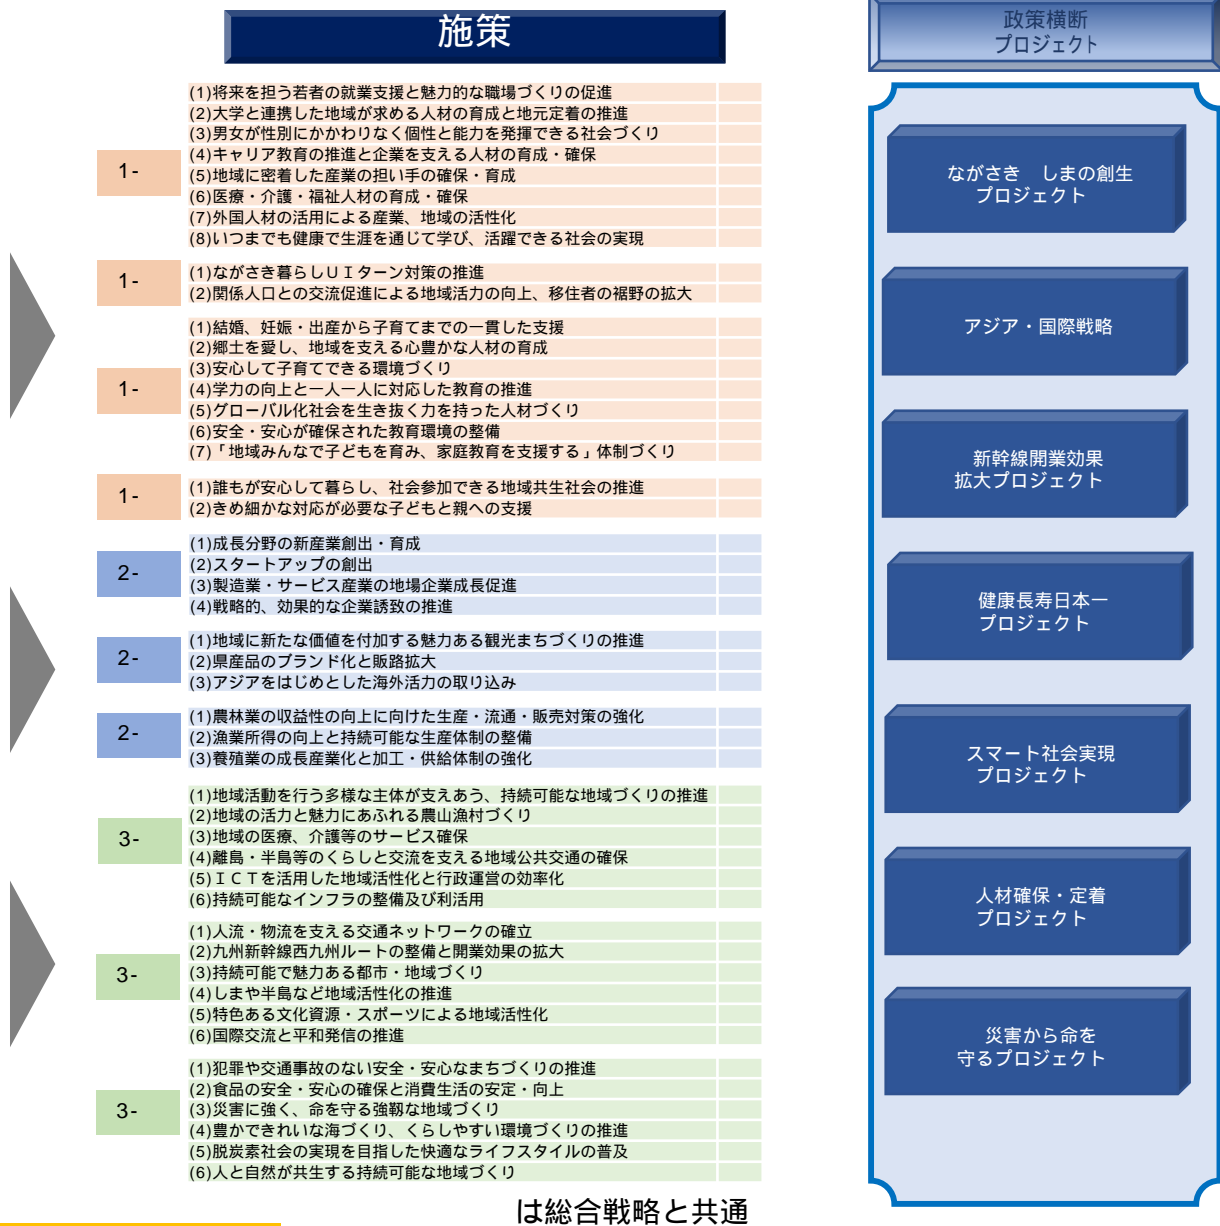 施策
1-
(1)将来を担う若者の就業支援と魅力的な職場づくりの促進
(2)大学と連携した地域が求める人材の育成と地元定着の推進
(3)男女が性別にかかわりなく個性と能力を発揮できる社会づくり
(4)キャリア教育の推進と企業を支える人材の育成・確保
(5)地域に密着した産業の担い手の確保・育成
(6)医療・介護・福祉人材の育成・確保
(7)外国人材の活用による産業、地域の活性化
(8)いつまでも健康で生涯を通じて学び、活躍できる社会の実現
1-
(1)ながさき暮らしＵＩターン対策の推進
(2)関係人口との交流促進による地域活力の向上、移住者の裾野の拡大
1-
(1)結婚、妊娠・出産から子育てまでの一貫した支援
(2)郷土を愛し、地域を支える心豊かな人材の育成
(3)安心して子育てできる環境づくり
(4)学力の向上と一人一人に対応した教育の推進
(5)グローバル化社会を生き抜く力を持った人材づくり
(6)安全・安心が確保された教育環境の整備
(7)「地域みんなで子どもを育み、家庭教育を支援する」体制づくり
1-
(1)誰もが安心して暮らし、社会参加できる地域共生社会の推進
(2)きめ細かな対応が必要な子どもと親への支援
2-
(1)成長分野の新産業創出・育成
(2)スタートアップの創出
(3)製造業・サービス産業の地場企業成長促進
(4)戦略的、効果的な企業誘致の推進
2-
(1)地域に新たな価値を付加する魅力ある観光まちづくりの推進
(2)県産品のブランド化と販路拡大
(3)アジアをはじめとした海外活力の取り込み
2-
(1)農林業の収益性の向上に向けた生産・流通・販売対策の強化
(2)漁業所得の向上と持続可能な生産体制の整備
(3)養殖業の成長産業化と加工・供給体制の強化
3-
(1)地域活動を行う多様な主体が支えあう、持続可能な地域づくりの推進
(2)地域の活力と魅力にあふれる農山漁村づくり
(3)地域の医療、介護等のサービス確保
(4)離島・半島等のくらしと交流を支える地域公共交通の確保
(5)ＩＣＴを活用した地域活性化と行政運営の効率化
(6)持続可能なインフラの整備及び利活用
3-
(1)人流・物流を支える交通ネットワークの確立
(2)九州新幹線西九州ルートの整備と開業効果の拡大
(3)持続可能で魅力ある都市・地域づくり
(4)しまや半島など地域活性化の推進
(5)特色ある文化資源・スポーツによる地域活性化
(6)国際交流と平和発信の推進
3-
(1)犯罪や交通事故のない安全・安心なまちづくりの推進
(2)食品の安全・安心の確保と消費生活の安定・向上
(3)災害に強く、命を守る強靱な地域づくり
(4)豊かできれいな海づくり、くらしやすい環境づくりの推進
(5)脱炭素社会の実現を目指した快適なライフスタイルの普及
(6)人と自然が共生する持続可能な地域づくり
は総合戦略と共通
政策横断
プロジェクト
ながさき　しまの創生
プロジェクト
アジア・国際戦略
新幹線開業効果
拡大プロジェクト
健康長寿日本一
プロジェクト
スマート社会実現
プロジェクト
人材確保・定着
プロジェクト
災害から命を
守るプロジェクト